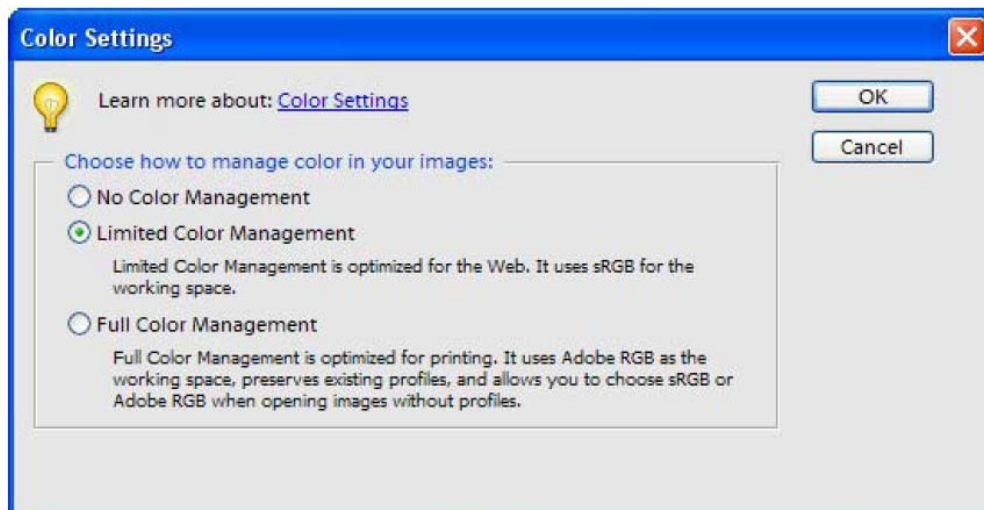 Color Settings
Learn more about: Color Settings
OK
Cancel
Choose how to manage color in your images:
No Color Management
Limited Color Management
Limited Color Management is optimized for the Web. It uses sRGB for the
working space.
Full Color Management
Full Color Management is optimized for printing. It uses Adobe RGB as the
working space, preserves existing profiles, and allows you to choose sRGB or
Adobe RGB when opening images without profiles.